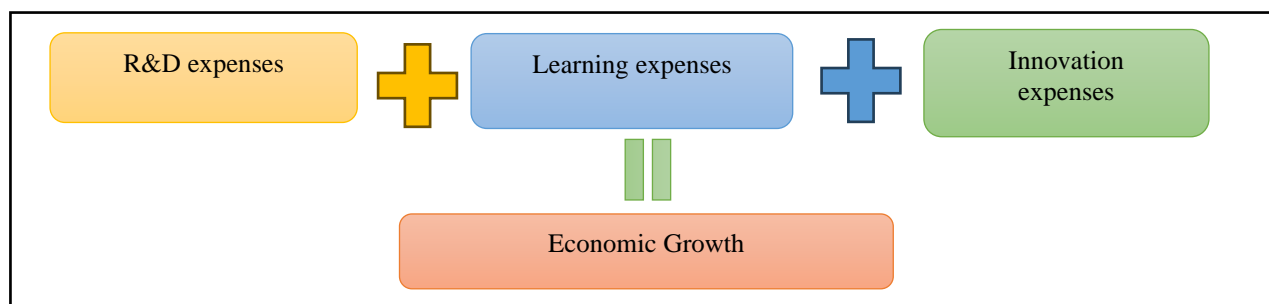 R&D expenses
Learning expenses
Innovation
expenses
Economic Growth